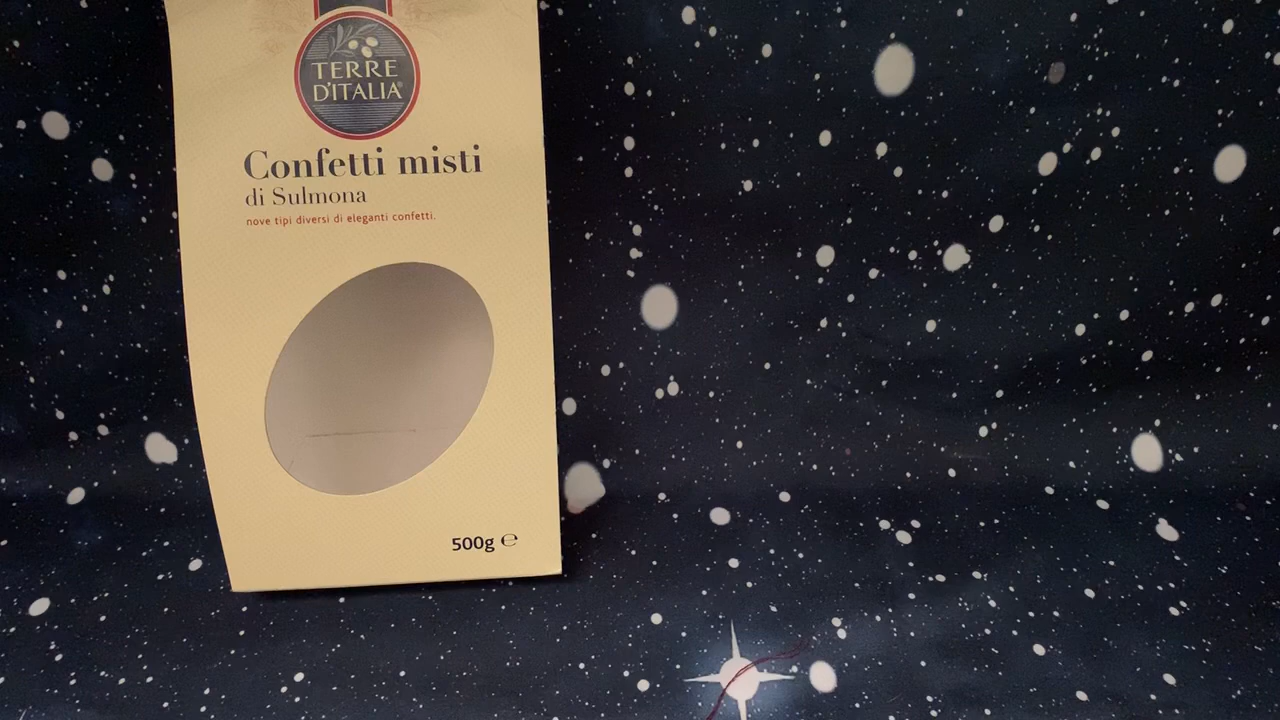 TERRE
D'ITALIA®
Confetti misti
di Sulmona
nove tipi diversi di eleganti confetti.
500g ℮